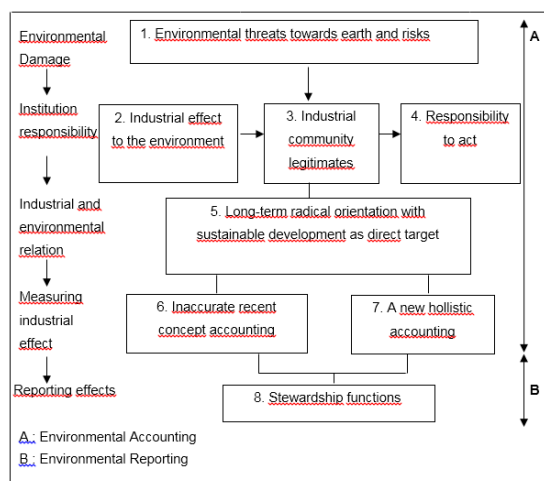 Environmental
Damage
1. Environmental threats towards earth and risks
A
Institution
responsibility
2. Industrial effect
to the environment
3. Industrial
community
legitimates
4. Responsibility
to act
Industrial and
environmental
relation
5. Long-term radical orientation with
sustainable development as direct target
Measuring
industrial
effect
6. Inaccurate recent
concept accounting
7. A new hollistic
accounting
Reporting effects
8. Stewardship functions
B
A : Environmental Accounting
B : Environmental Reporting